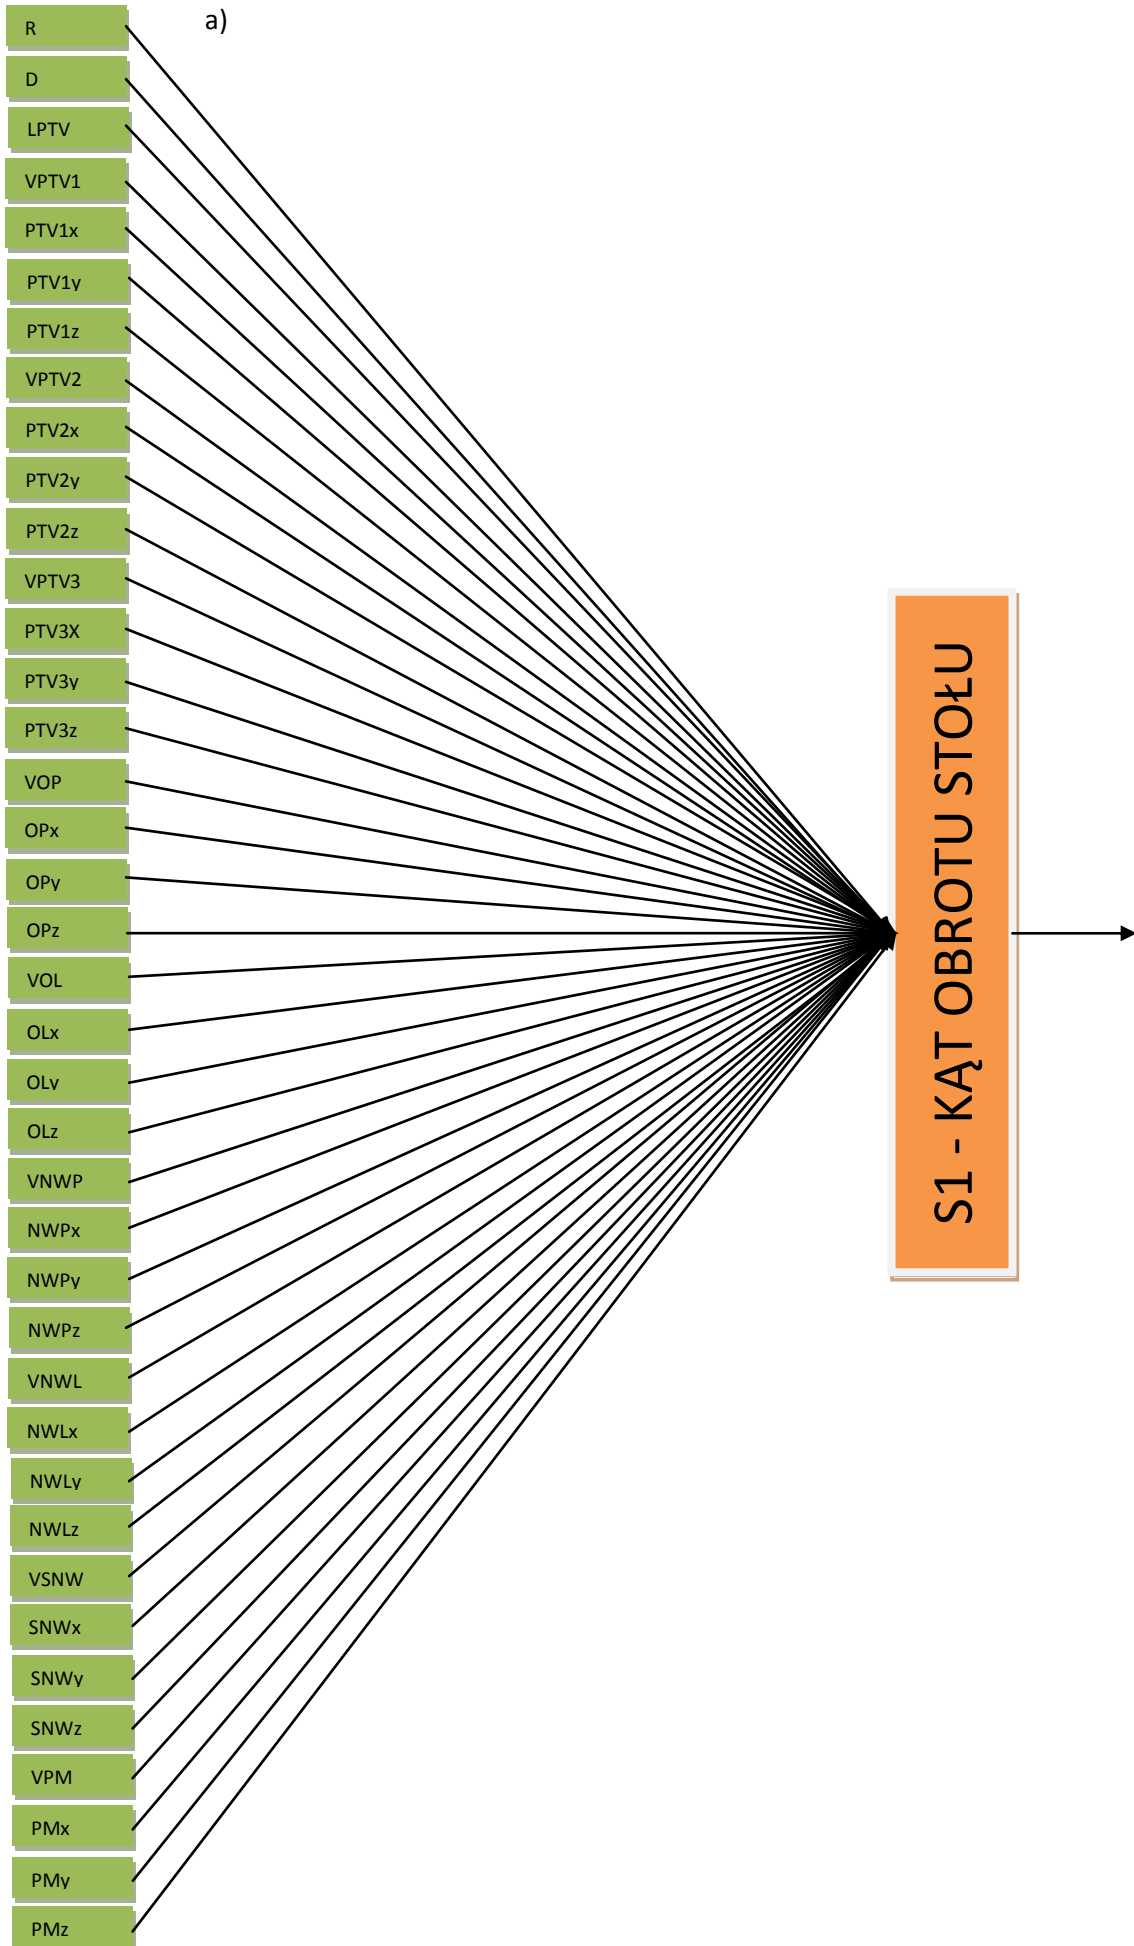 a)
R
D
LPTV
VPTV1
PTV1x
PTV1y
PTV1z
VPTV2
PTV2x
PTV2y
PTV2z
VPTV3
PTV3X
PTV3y
PTV3z
VOP
OPx
OPy
OPz
VOL
OLx
OLy
OLz
VNWP
NWPx
NWPy
NWPz
VNWL
NWLx
NWLy
NWLz
VSNW
SNWx
SNWy
SNWz
VPM
PMx
PMy
PMz
S1 - KĄT OBROTU STOŁU